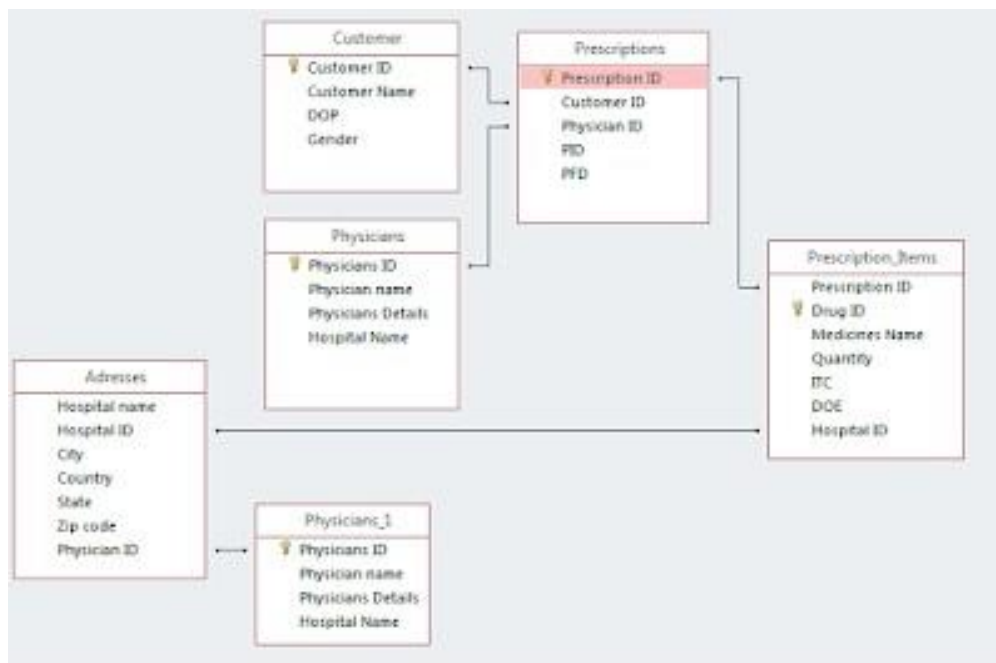 Customer
Customer ID
Customer Name
DOP
Gender
Prescriptions
Prescription ID
Customer ID
Physician ID
PID
PFD
Physicians
Physicians ID
Physician name
Physicians Details
Hospital Name
Prescription_Items
Prescription ID
Drug ID
Medicines Name
Quantity
ITC
DOE
Hospital ID
Adresses
Hospital name
Hospital ID
City
Country
State
Zip code
Physician ID
Physicians_1
Physicians ID
Physician name
Physicians Details
Hospital Name